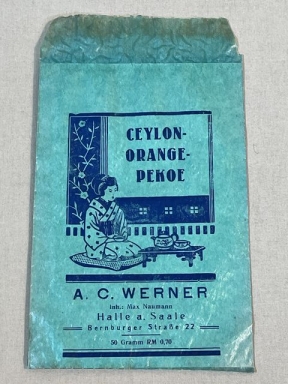 CEYLON-
ORANGE-
PEKOE
A. C. WERNER
Inh.: Max Naumann
Halle a. Saale
Bernburger Straße 22
50 Gramm RM 0,70